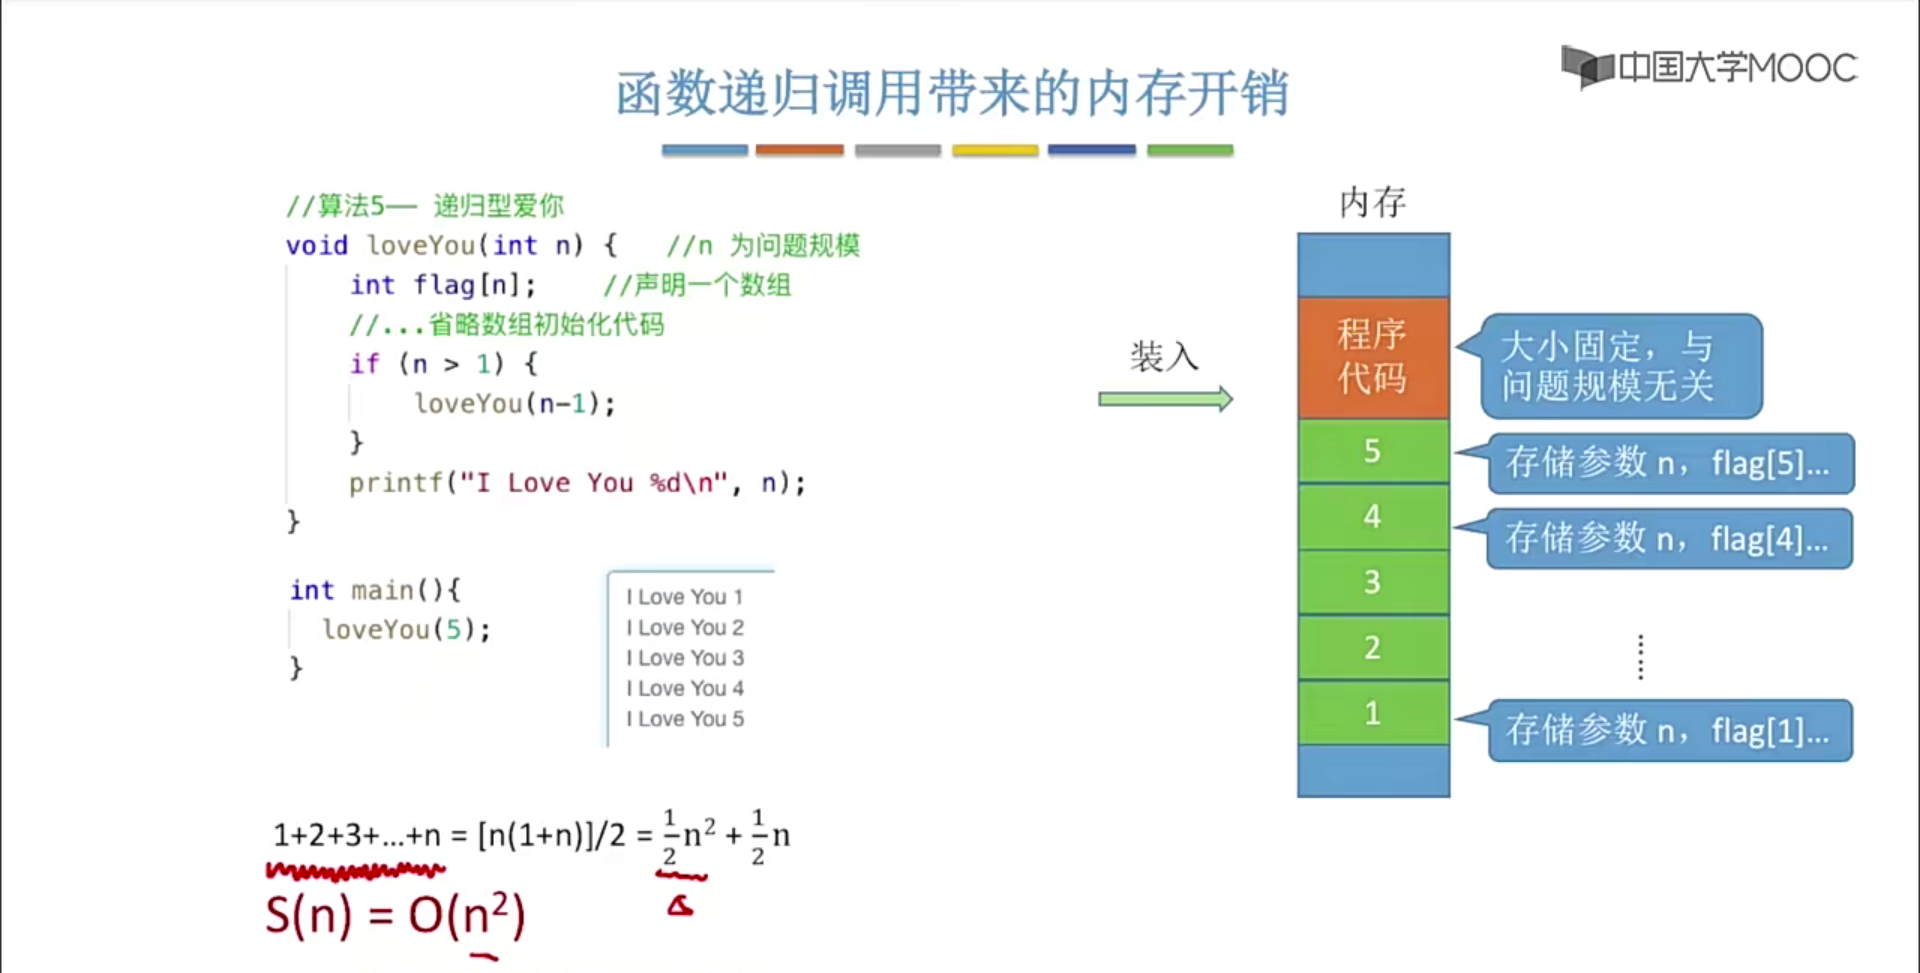 中国大学MOOC
函数递归调用带来的内存开销
//算法5—— 递归型爱你
void loveYou(int n) {   //n 为问题规模
    int flag[n];    //声明一个数组
    //...省略数组初始化代码
    if (n > 1) {
        loveYou(n-1);
    }
    printf("I Love You %d\n", n);
}
int main(){
  loveYou(5);
}
I Love You 1
I Love You 2
I Love You 3
I Love You 4
I Love You 5
1+2+3+...+n = [n(1+n)]/2 = 1/2 n² + 1/2 n
S(n) = O(n²)
装入
内存
程序
代码
5
4
3
2
1
大小固定，与
问题规模无关
存储参数 n，flag[5]...
存储参数 n，flag[4]...
......
存储参数 n，flag[1]...